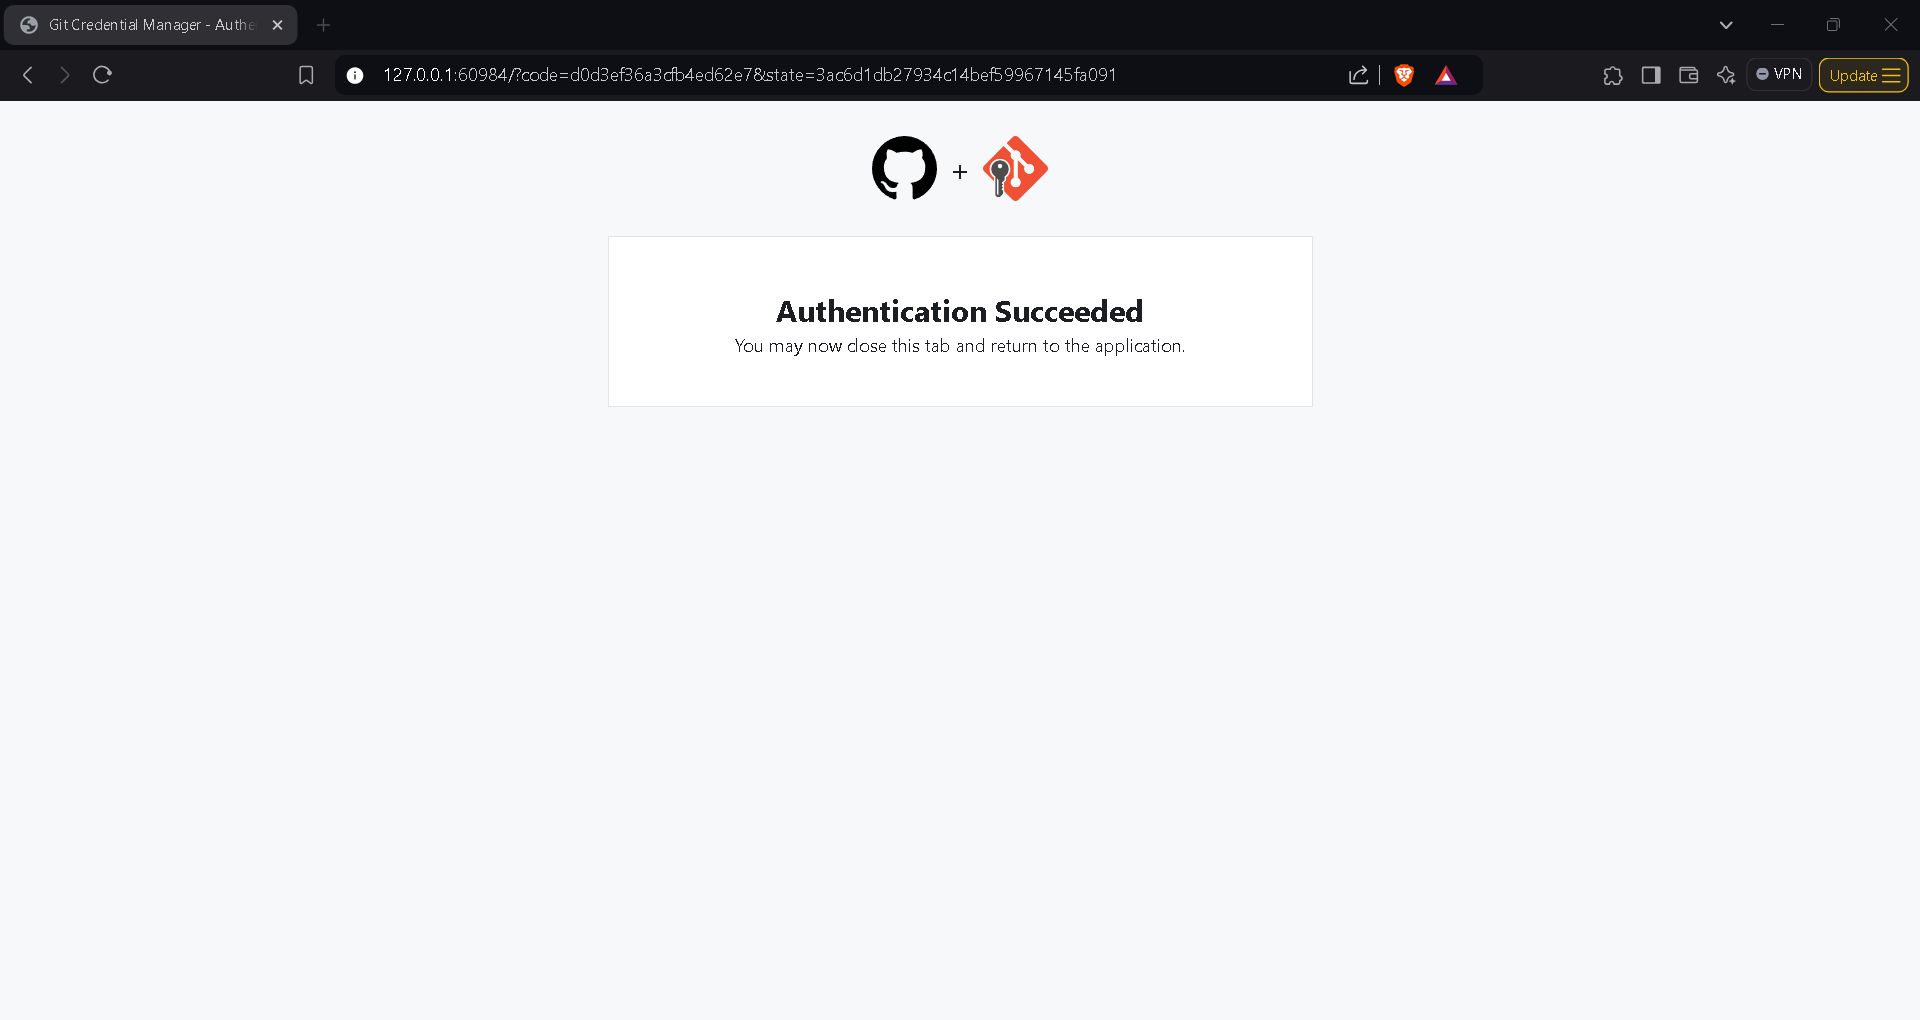 Git Credential Manager - Authe
127.0.0.1:60984/?code=d0d3ef36a3cfb4ed62e7&state=3ac6d1db27934c14bef59967145fa091
VPN
Update
+
Authentication Succeeded
You may now close this tab and return to the application.